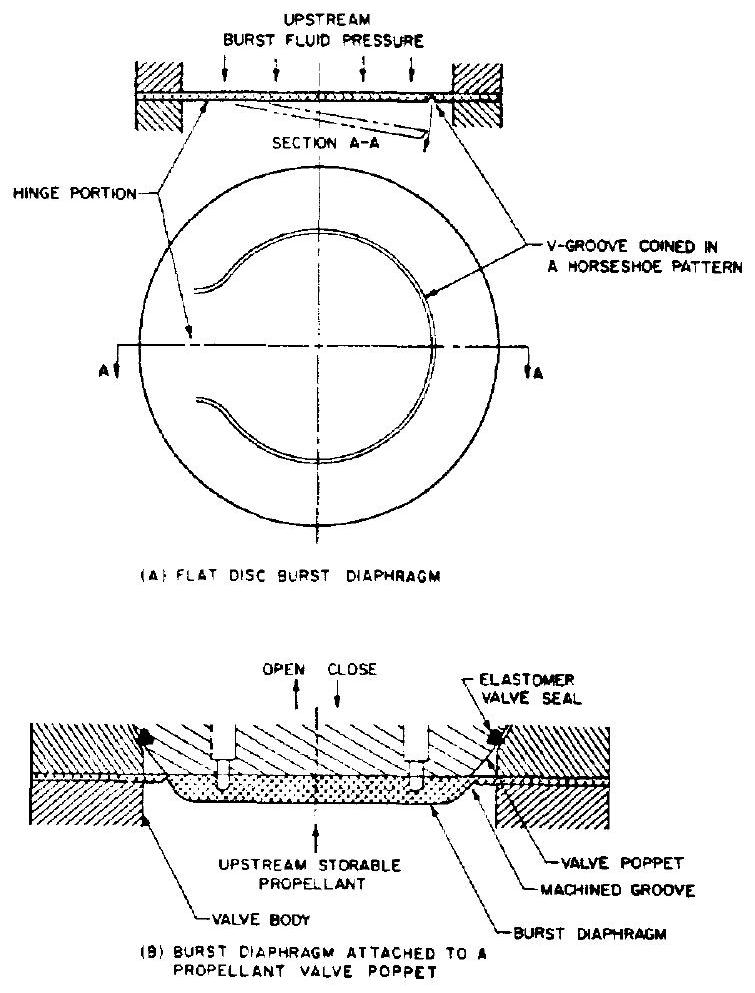 UPSTREAM
BURST FLUID PRESSURE
SECTION A-A
HINGE PORTION
V-GROOVE COINED IN
A HORSESHOE PATTERN
A
A
(A) FLAT DISC BURST DIAPHRAGM
OPEN CLOSE
ELASTOMER
VALVE SEAL
UPSTREAM STORABLE
PROPELLANT
VALVE POPPET
MACHINED GROOVE
VALVE BODY
BURST DIAPHRAGM
(B) BURST DIAPHRAGM ATTACHED TO A
PROPELLANT VALVE POPPET